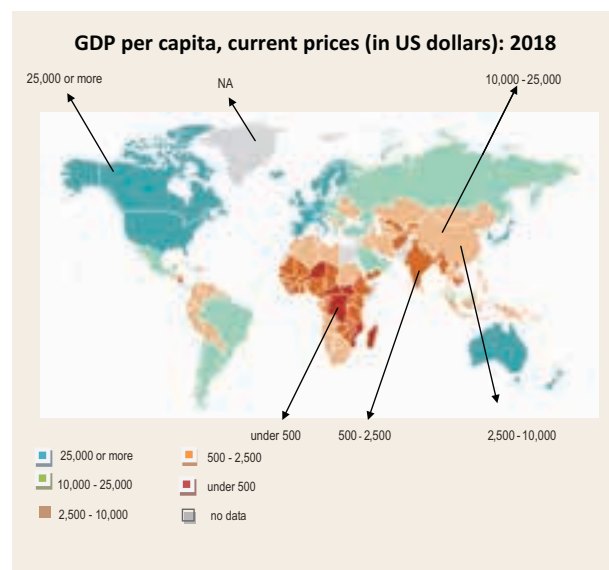 GDP per capita, current prices (in US dollars): 2018
25,000 or more
NA
10,000 - 25,000
under 500
500 - 2,500
2,500 - 10,000
25,000 or more
500 - 2,500
10,000 - 25,000
under 500
2,500 - 10,000
no data